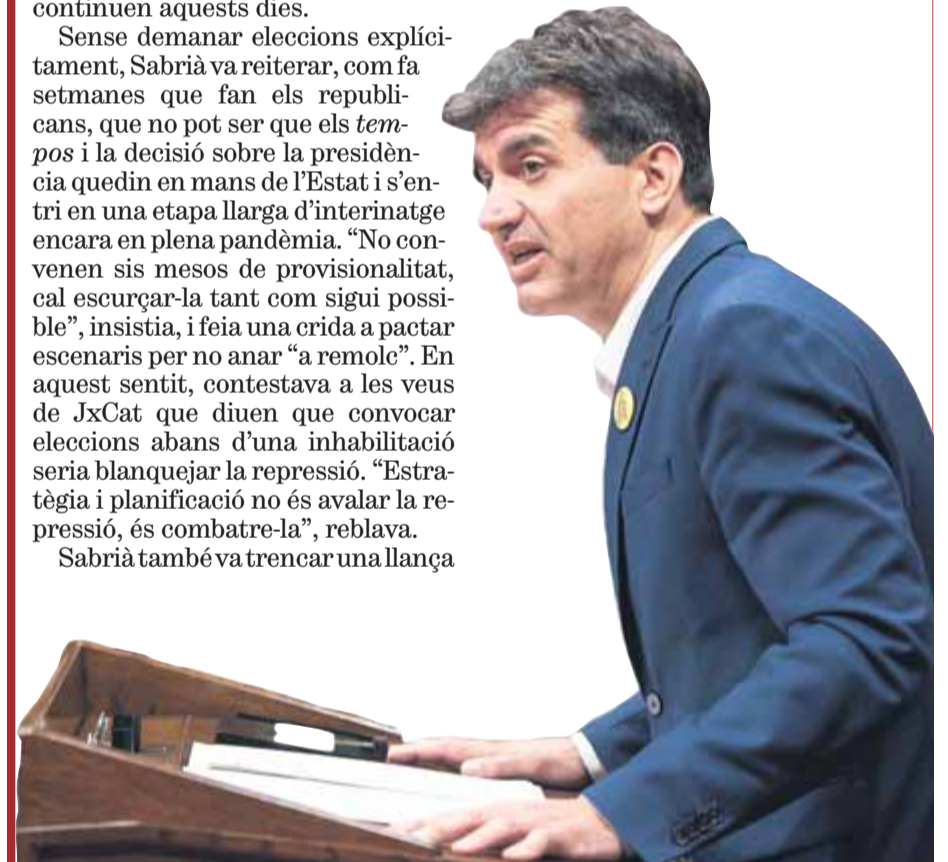 continuen aquests dies.
Sense demanar eleccions explíci-
tament, Sabrià va reiterar, com fa
setmanes que fan els republi-
cans, que no pot ser que els tem-
pos i la decisió sobre la presidèn-
cia quedin en mans de l’Estat i s’en-
tri en una etapa llarga d’interinatge
encara en plena pandèmia. “No con-
venen sis mesos de provisionalitat,
cal escurçar-la tant com sigui possi-
ble”, insistia, i feia una crida a pactar
escenaris per no anar “a remolc”. En
aquest sentit, contestava a les veus
de JxCat que diuen que convocar
eleccions abans d’una inhabilitació
seria blanquejar la repressió. “Estra-
tègia i planificació no és avalar la re-
pressió, és combatre-la”, reblava.
Sabrià també va trencar una llança